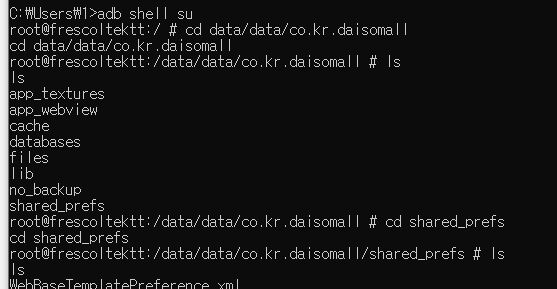 C:₩Users₩1>adb shell su
root@frescoltektt:/ # cd data/data/co.kr.daisomall
cd data/data/co.kr.daisomall
root@frescoltektt:/data/data/co.kr.daisomall # ls
ls
app_textures
app_webview
cache
databases
files
lib
no_backup
shared_prefs
root@frescoltektt:/data/data/co.kr.daisomall # cd shared_prefs
cd shared_prefs
root@frescoltektt:/data/data/co.kr.daisomall/shared_prefs # ls
ls
WebBaseTemplatePreference.xml